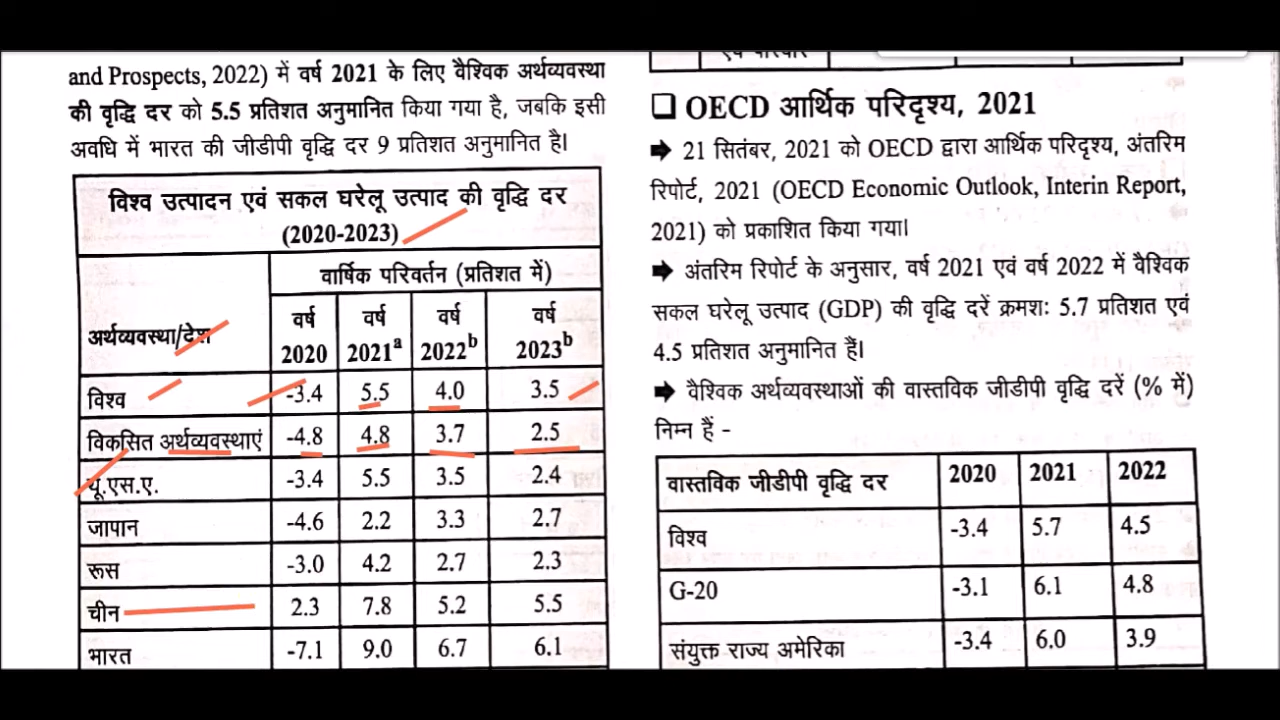 and Prospects, 2022) में वर्ष 2021 के लिए वैश्विक अर्थव्यवस्था
की वृद्धि दर को 5.5 प्रतिशत अनुमानित किया गया है, जबकि इसी
अवधि में भारत की जीडीपी वृद्धि दर 9 प्रतिशत अनुमानित है।
विश्व उत्पादन एवं सकल घरेलू उत्पाद की वृद्धि दर
(2020-2023)
अर्थव्यवस्था/देश
वार्षिक परिवर्तन (प्रतिशत में)
वर्ष 2020 वर्ष 2021ᵃ वर्ष 2022ᵇ वर्ष 2023ᵇ
विश्व -3.4 5.5 4.0 3.5
विकसित अर्थव्यवस्थाएं -4.8 4.8 3.7 2.5
यू.एस.ए. -3.4 5.5 3.5 2.4
जापान -4.6 2.2 3.3 2.7
रूस -3.0 4.2 2.7 2.3
चीन 2.3 7.8 5.2 5.5
भारत -7.1 9.0 6.7 6.1
❑ OECD आर्थिक परिदृश्य, 2021
➡ 21 सितंबर, 2021 को OECD द्वारा आर्थिक परिदृश्य, अंतरिम
रिपोर्ट, 2021 (OECD Economic Outlook, Interin Report,
2021) को प्रकाशित किया गया।
➡ अंतरिम रिपोर्ट के अनुसार, वर्ष 2021 एवं वर्ष 2022 में वैश्विक
सकल घरेलू उत्पाद (GDP) की वृद्धि दरें क्रमशः 5.7 प्रतिशत एवं
4.5 प्रतिशत अनुमानित हैं।
➡ वैश्विक अर्थव्यवस्थाओं की वास्तविक जीडीपी वृद्धि दरें (% में)
निम्न हैं -
वास्तविक जीडीपी वृद्धि दर 2020 2021 2022
विश्व -3.4 5.7 4.5
G-20 -3.1 6.1 4.8
संयुक्त राज्य अमेरिका -3.4 6.0 3.9